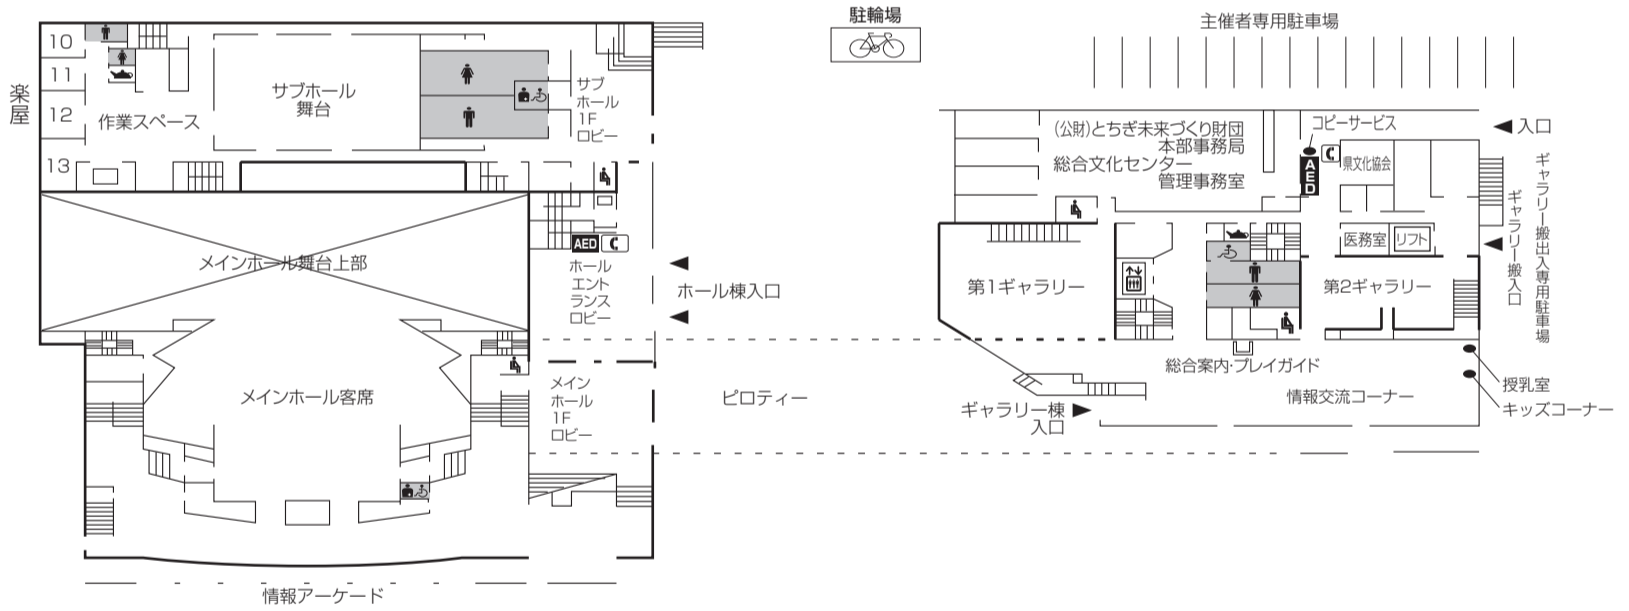 駐輪場
主催者専用駐車場
楽屋
10
11
12
13
作業スペース
サブホール
舞台
サブ
ホール
1F
ロビー
メインホール舞台上部
AED
ホール
エント
ランス
ロビー
ホール棟入口
メインホール客席
メイン
ホール
1F
ロビー
ピロティー
情報アーケード
(公財)とちぎ未来づくり財団
本部事務局
総合文化センター
管理事務室
コピーサービス
AED
県文化協会
入口
ギャラリー搬出入専用駐車場
ギャラリー搬入口
医務室
リフト
第1ギャラリー
第2ギャラリー
総合案内・プレイガイド
情報交流コーナー
授乳室
キッズコーナー
ギャラリー棟
入口